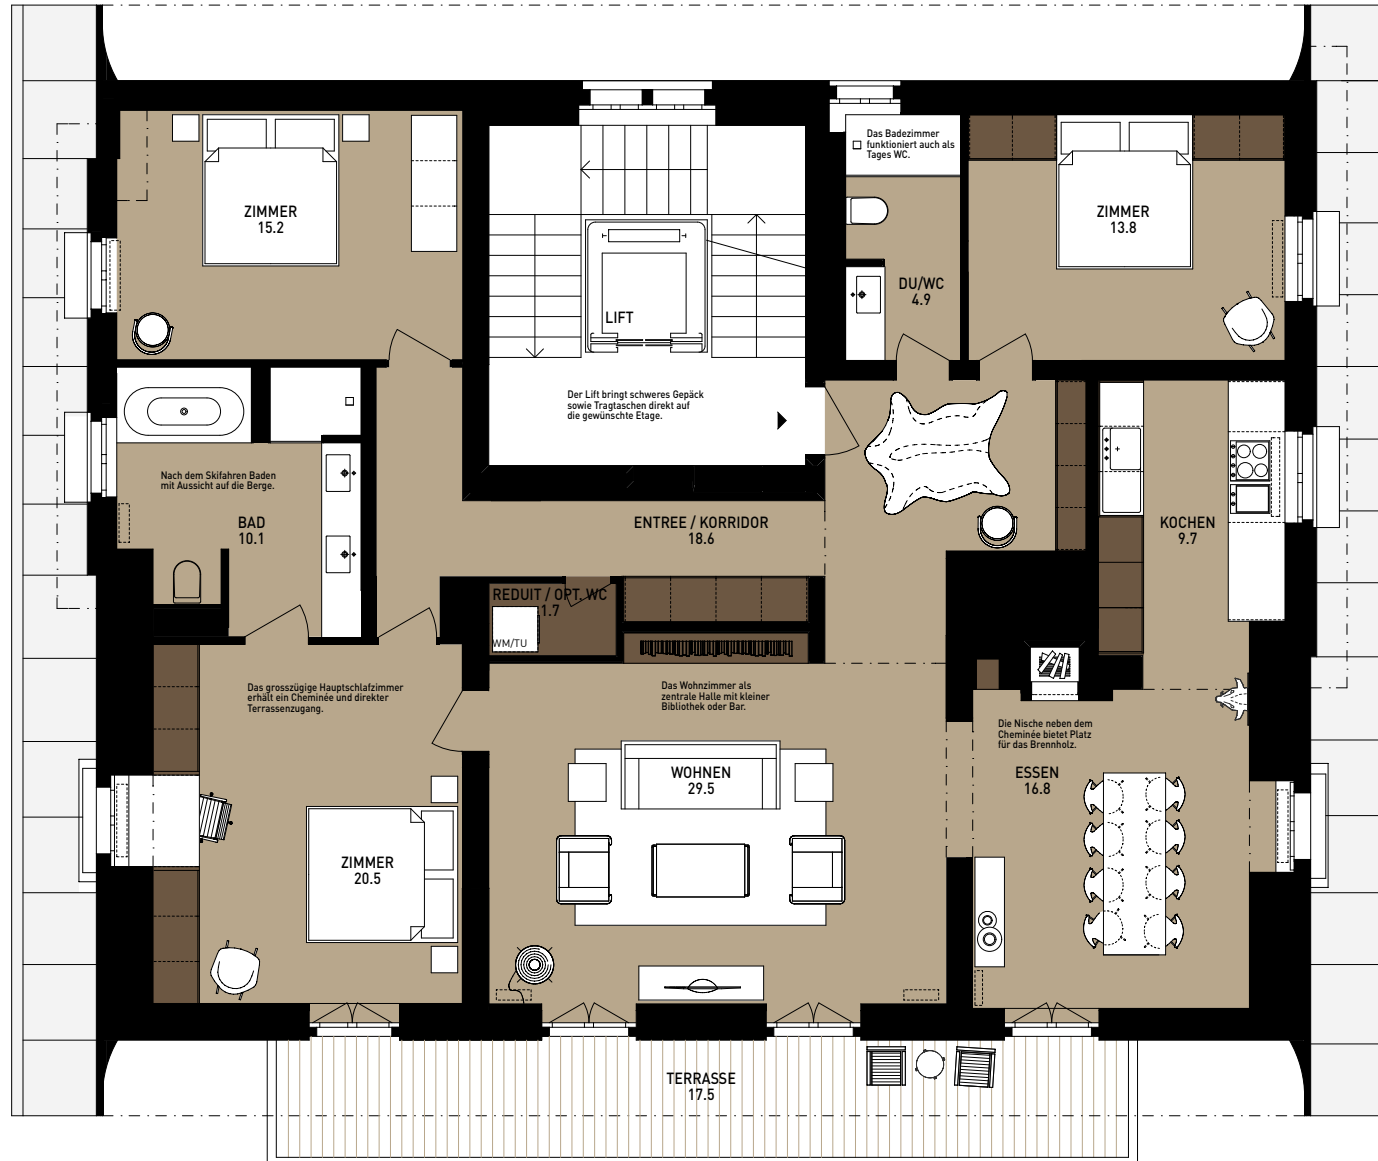 ZIMMER
15.2
Das Badezimmer
funktioniert auch als
Tages WC.
ZIMMER
13.8
DU/WC
4.9
LIFT
Der Lift bringt schweres Gepäck
sowie Tragtaschen direkt auf
die gewünschte Etage.
Nach dem Skifahren Baden
mit Aussicht auf die Berge.
BAD
10.1
ENTREE / KORRIDOR
18.6
KOCHEN
9.7
REDUIT / OPT. WC
1.7
WM/TU
Das grosszügige Hauptschlafzimmer
erhält ein Cheminée und direkter
Terrassenzugang.
Das Wohnzimmer als
zentrale Halle mit kleiner
Bibliothek oder Bar.
Die Nische neben dem
Cheminée bietet Platz
für das Brennholz.
WOHNEN
29.5
ESSEN
16.8
ZIMMER
20.5
TERRASSE
17.5